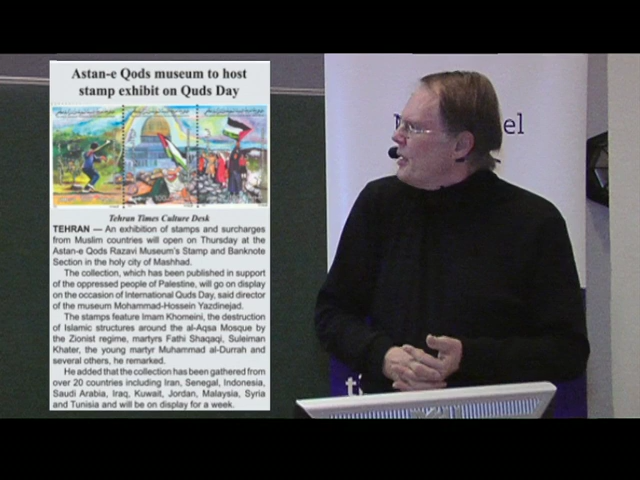 Astan-e Qods museum to host
stamp exhibit on Quds Day
Tehran Times Culture Desk
TEHRAN — An exhibition of stamps and surcharges
from Muslim countries will open on Thursday at the
Astan-e Qods Razavi Museum's Stamp and Banknote
Section in the holy city of Mashhad.
The collection, which has been published in support
of the oppressed people of Palestine, will go on display
on the occasion of International Quds Day, said director
of the museum Mohammad-Hossein Yazdinejad.
The stamps feature Imam Khomeini, the destruction
of Islamic structures around the al-Aqsa Mosque by
the Zionist regime, martyrs Fathi Shaqaqi, Suleiman
Khater, the young martyr Muhammad al-Durrah and
several others, he remarked.
He added that the collection has been gathered from
over 20 countries including Iran, Senegal, Indonesia,
Saudi Arabia, Iraq, Kuwait, Jordan, Malaysia, Syria
and Tunisia and will be on display for a week.